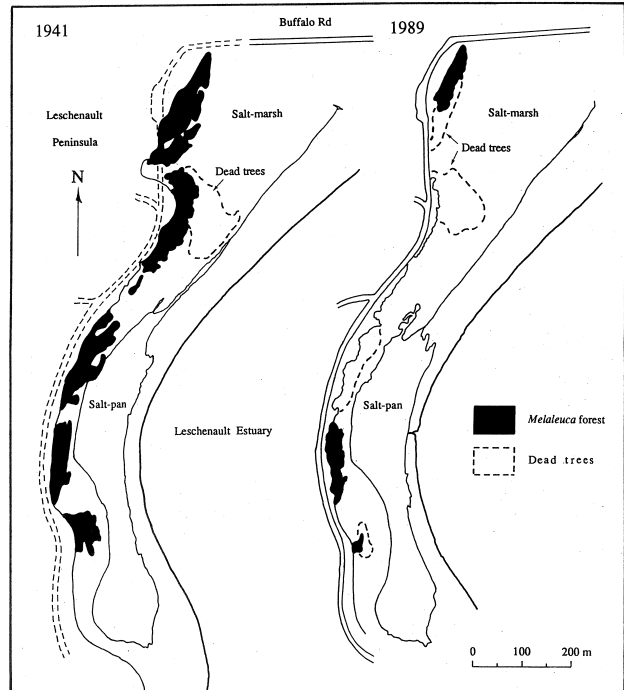 1941
Buffalo Rd
1989
Leschenault
Peninsula
Salt-marsh
Salt-marsh
N
Dead trees
Dead trees
Salt-pan
Salt-pan
Leschenault Estuary
Melaleuca forest
Dead trees
0 100 200 m